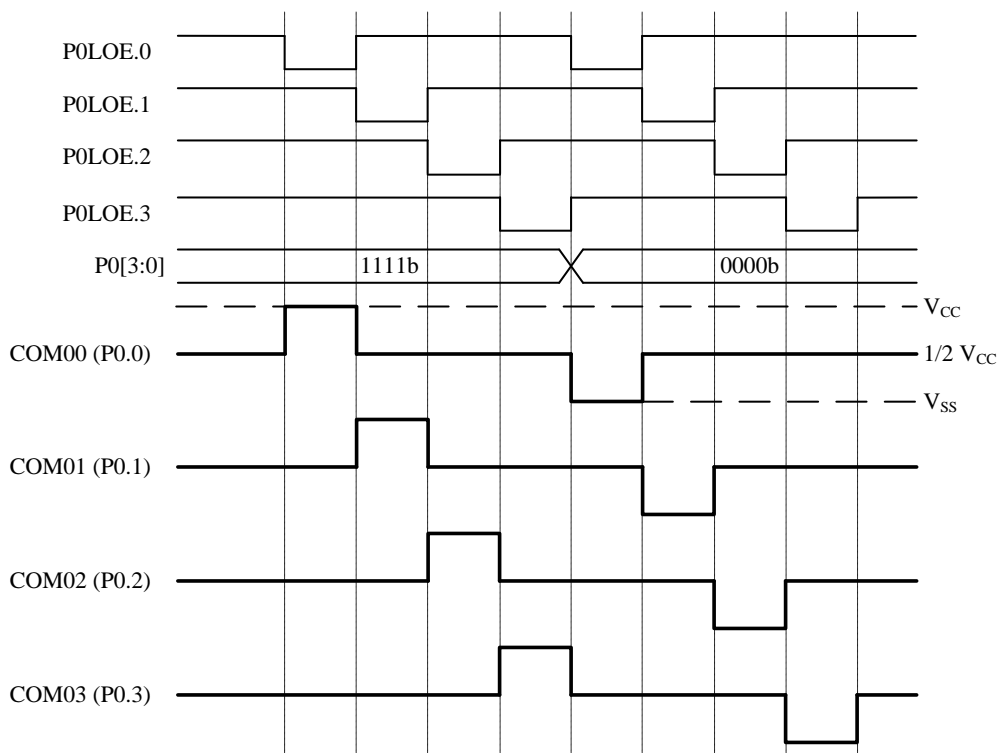 P0LOE.0
P0LOE.1
P0LOE.2
P0LOE.3
P0[3:0] 1111b 0000b
VCC
COM00 (P0.0) 1/2 VCC
VSS
COM01 (P0.1)
COM02 (P0.2)
COM03 (P0.3)